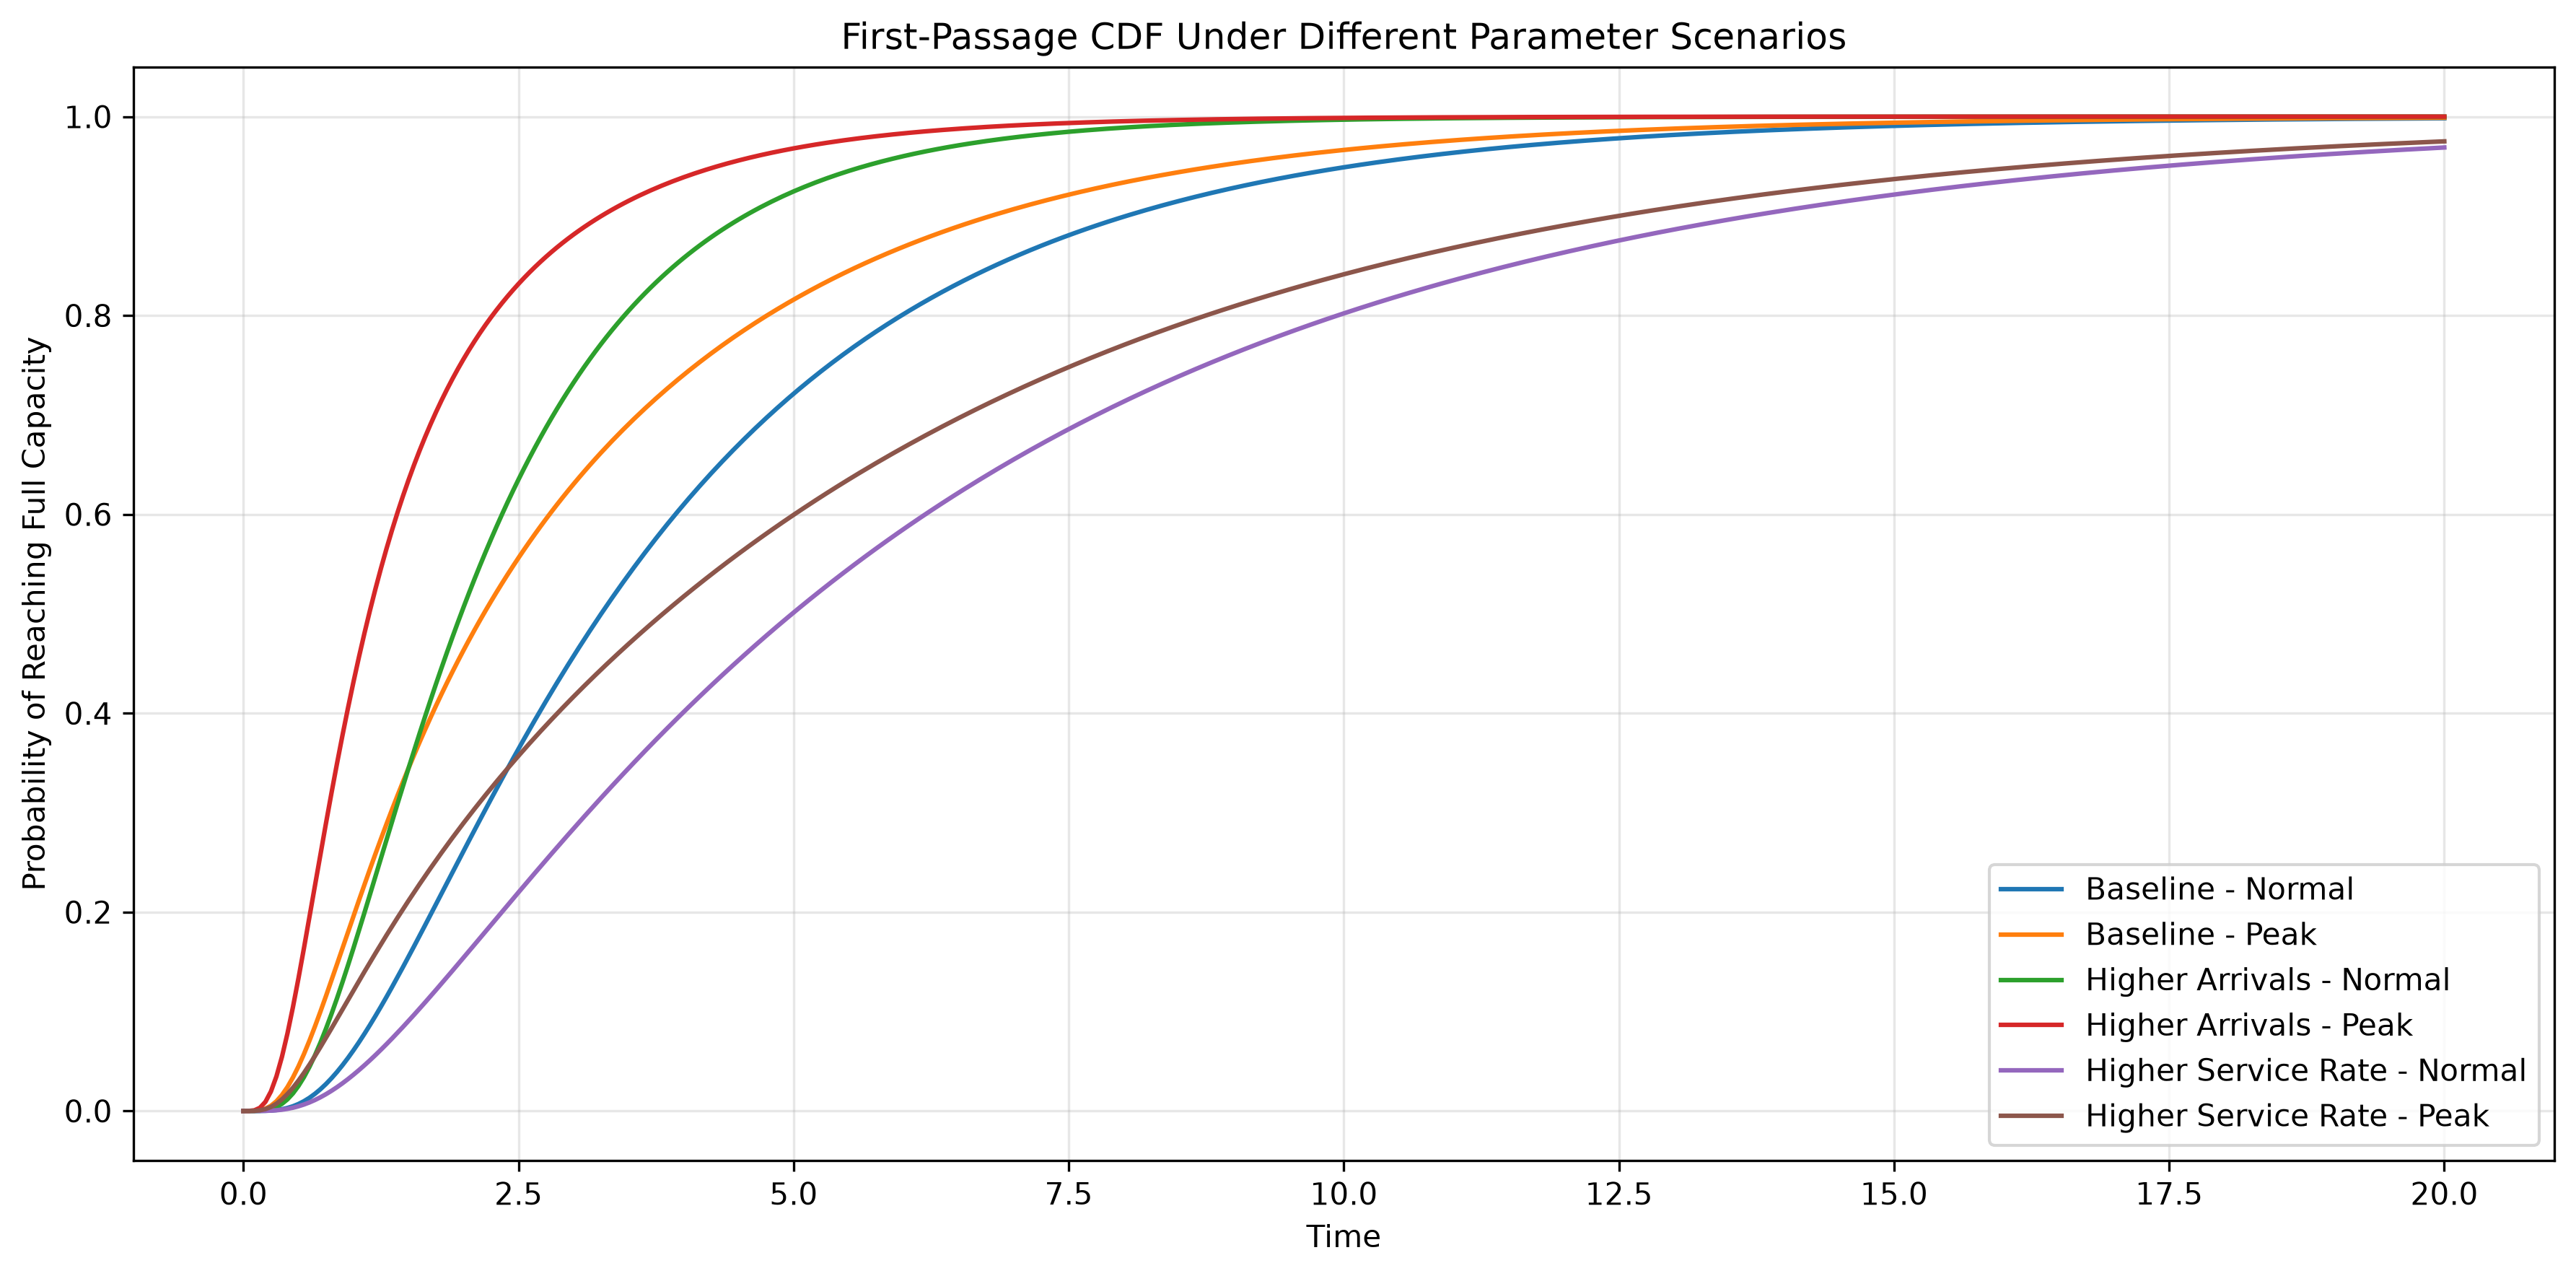 First-Passage CDF Under Different Parameter Scenarios
Probability of Reaching Full Capacity
1.0
0.8
0.6
0.4
0.2
0.0
Baseline - Normal
Baseline - Peak
Higher Arrivals - Normal
Higher Arrivals - Peak
Higher Service Rate - Normal
Higher Service Rate - Peak
0.0 2.5 5.0 7.5 10.0 12.5 15.0 17.5 20.0
Time